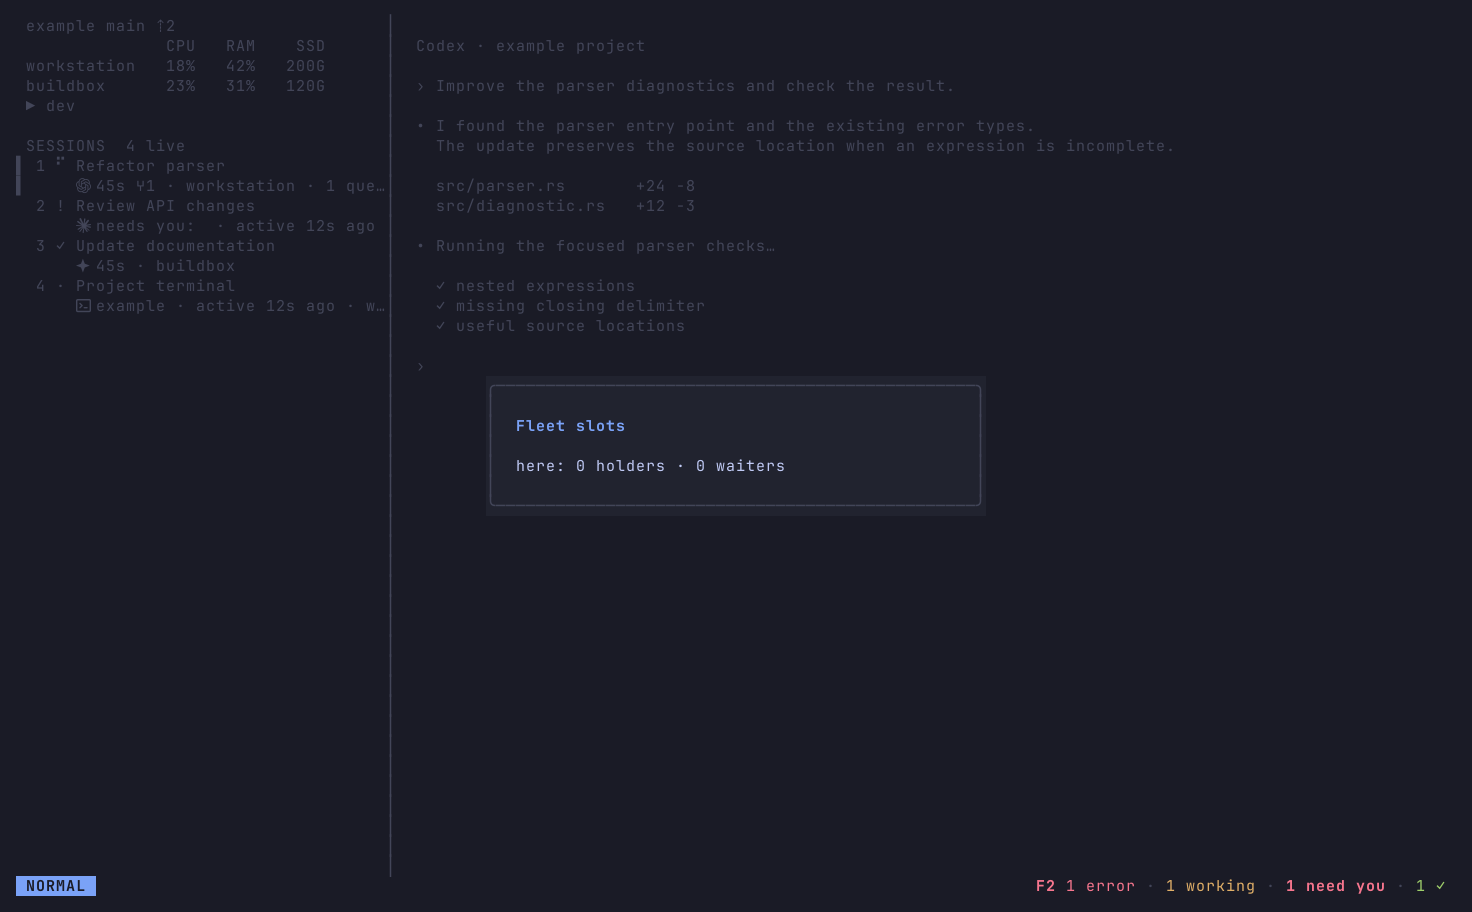 example main ↑2
CPU RAM SSD
workstation 18% 42% 200G
buildbox 23% 31% 120G
▶ dev
SESSIONS 4 live
1 Refactor parser
45s 1 · workstation · 1 que…
2 ! Review API changes
needs you: · active 12s ago
3 ✓ Update documentation
45s · buildbox
4 · Project terminal
example · active 12s ago · w…
Codex · example project
› Improve the parser diagnostics and check the result.
• I found the parser entry point and the existing error types.
The update preserves the source location when an expression is incomplete.
src/parser.rs +24 -8
src/diagnostic.rs +12 -3
• Running the focused parser checks…
✓ nested expressions
✓ missing closing delimiter
✓ useful source locations
›
Fleet slots
here: 0 holders · 0 waiters
NORMAL
F2 1 error · 1 working · 1 need you · 1 ✓